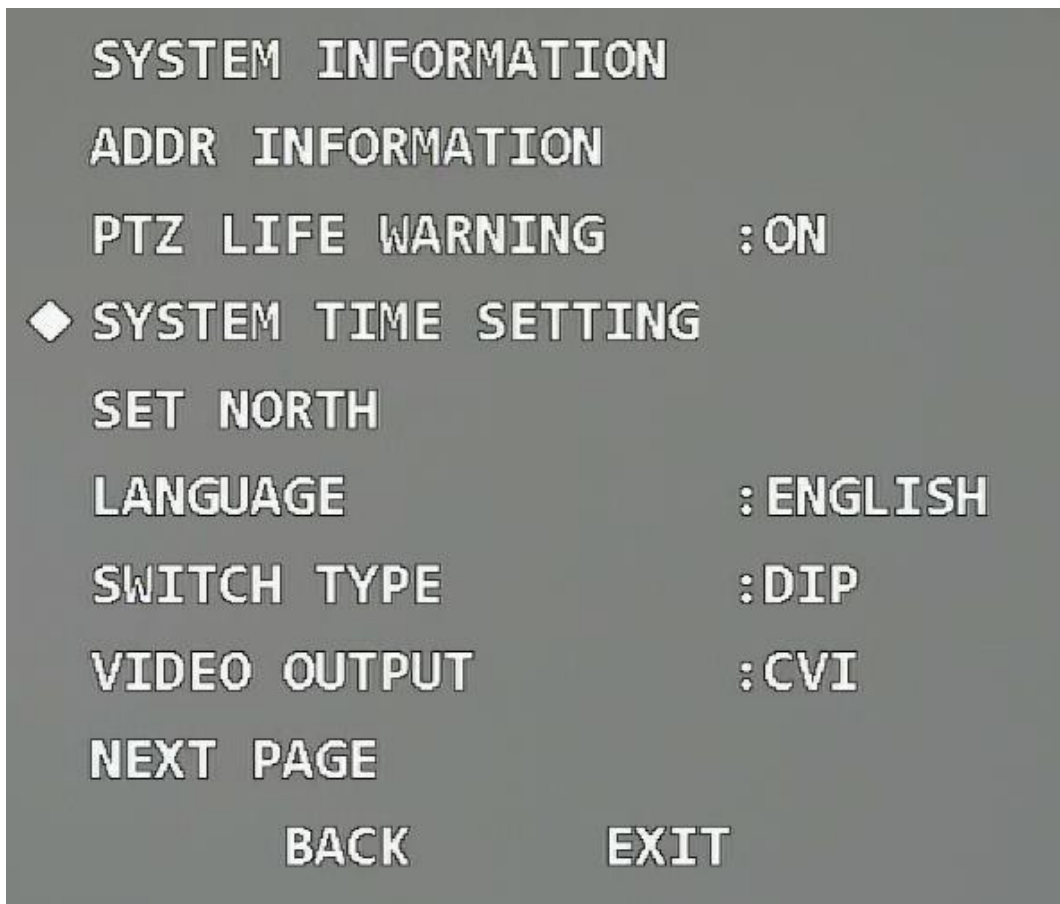 SYSTEM INFORMATION
ADDR INFORMATION
PTZ LIFE WARNING :ON
SYSTEM TIME SETTING
SET NORTH
LANGUAGE :ENGLISH
SWITCH TYPE :DIP
VIDEO OUTPUT :CVI
NEXT PAGE
BACK EXIT